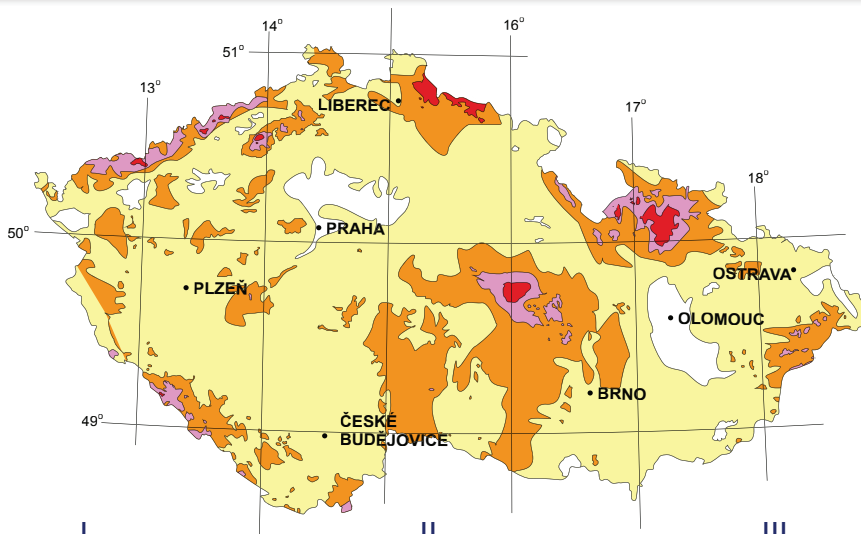 14°
16°
51°
13°
LIBEREC
17°
18°
50°
PRAHA
OSTRAVA
PLZEŇ
OLOMOUC
BRNO
49°
ČESKÉ
BUDĚJOVICE
I
II
III